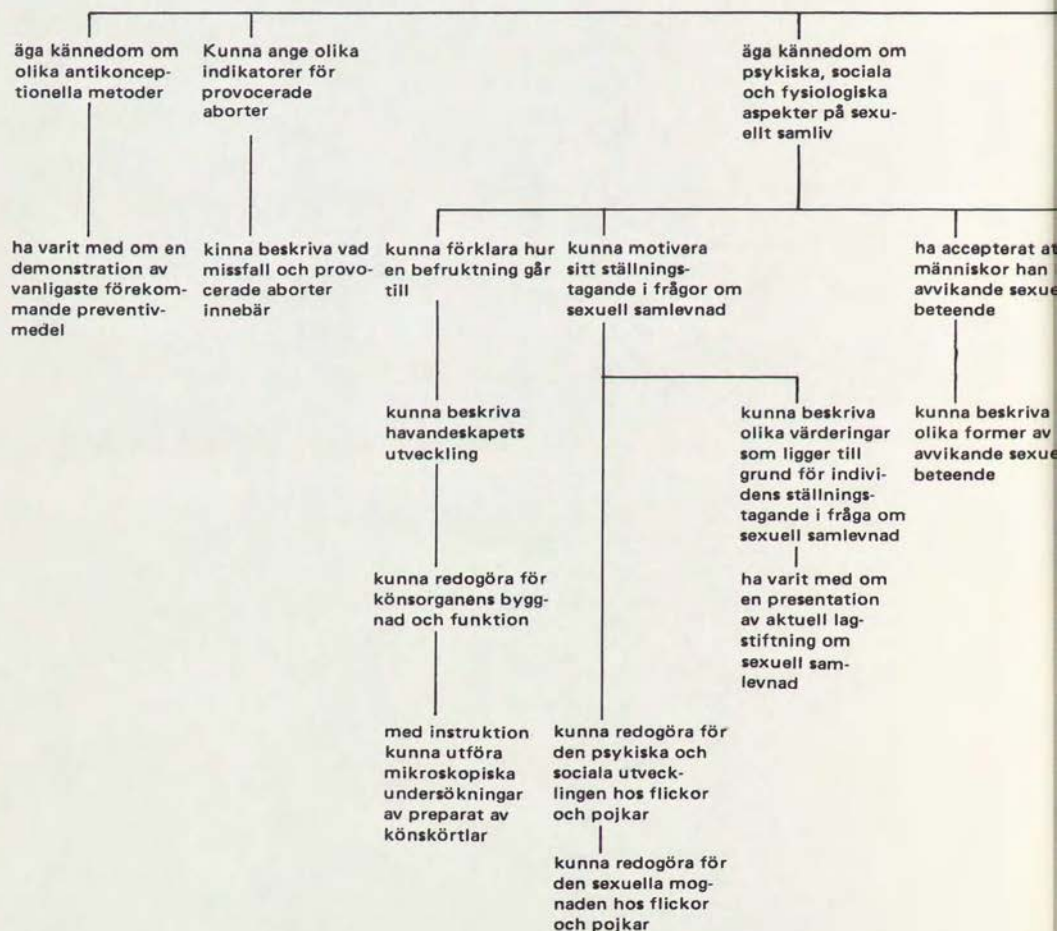 äga kännedom om
olika antikoncep-
tionella metoder
Kunna ange olika
indikatorer för
provocerade
aborter
äga kännedom om
psykiska, sociala
och fysiologiska
aspekter på sexu-
ellt samliv
ha varit med om en
demonstration av
vanligaste förekom-
mande preventiv-
medel
kinna beskriva vad
missfall och provo-
cerade aborter
innebär
kunna förklara hur
en befruktning går
till
kunna motivera
sitt ställnings-
tagande i frågor om
sexuell samlevnad
ha accepterat at
människor han
avvikande sexue
beteende
kunna beskriva
havandeskapets
utveckling
kunna beskriva
olika värderingar
som ligger till
grund för indivi-
dens ställnings-
tagande i fråga om
sexuell samlevnad
kunna beskriva
olika former av
avvikande sexue
beteende
kunna redogöra för
könsorganens bygg-
nad och funktion
ha varit med om
en presentation
av aktuell lag-
stiftning om
sexuell sam-
levnad
med instruktion
kunna utföra
mikroskopiska
undersökningar
av preparat av
könskörtlar
kunna redogöra för
den psykiska och
sociala utveck-
lingen hos flickor
och pojkar
kunna redogöra för
den sexuella mog-
naden hos flickor
och pojkar